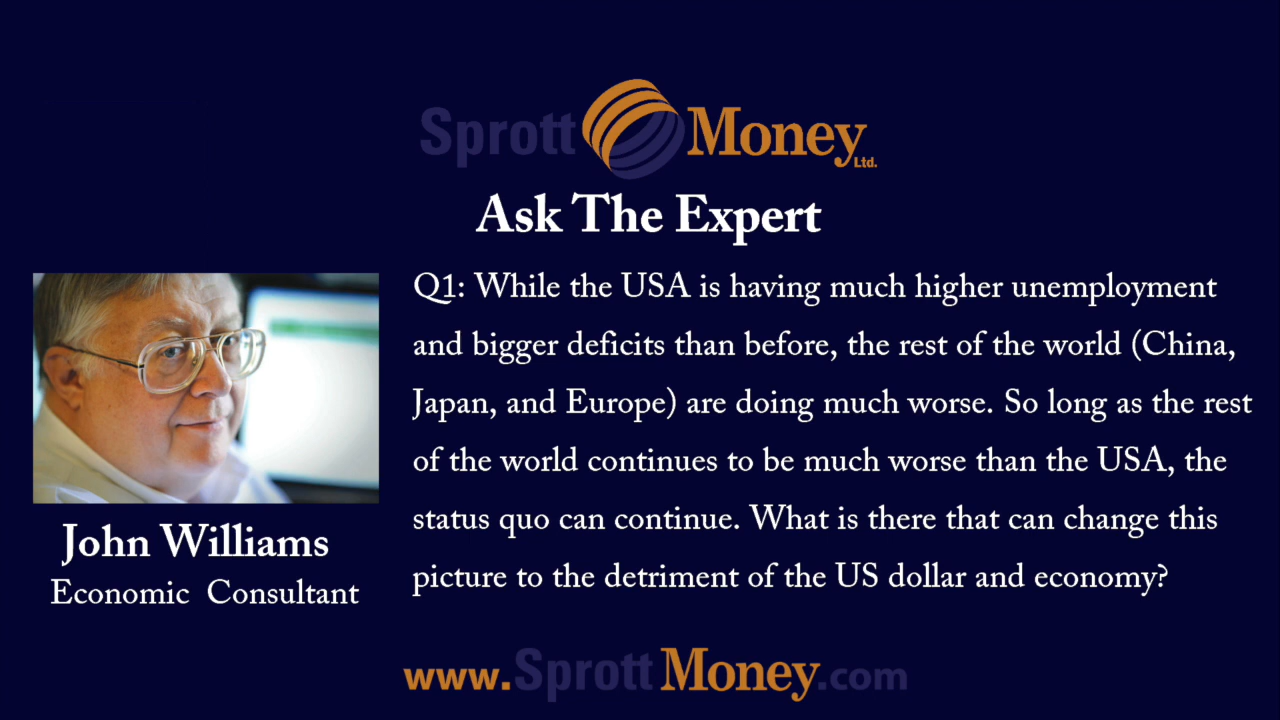 Sprott Money Ltd.
Ask The Expert
Q1: While the USA is having much higher unemployment
and bigger deficits than before, the rest of the world (China,
Japan, and Europe) are doing much worse. So long as the rest
of the world continues to be much worse than the USA, the
status quo can continue. What is there that can change this
picture to the detriment of the US dollar and economy?
John Williams
Economic Consultant
www.SprottMoney.com